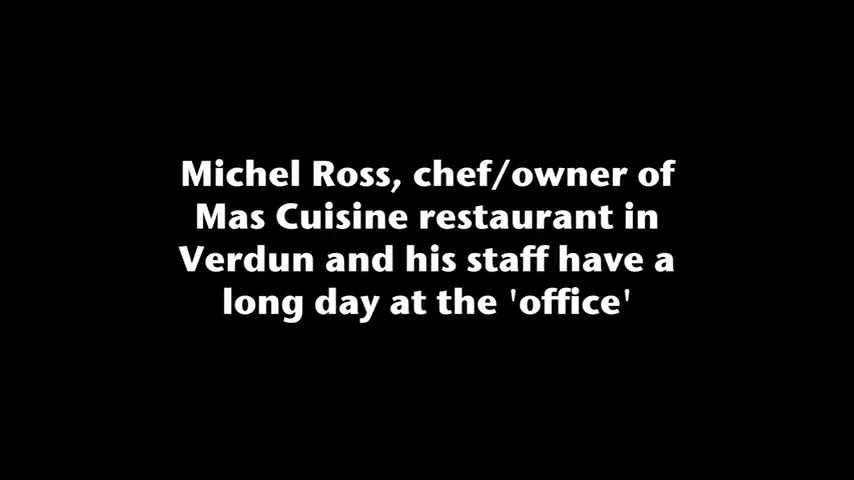 Michel Ross, chef/owner of
Mas Cuisine restaurant in
Verdun and his staff have a
long day at the 'office'